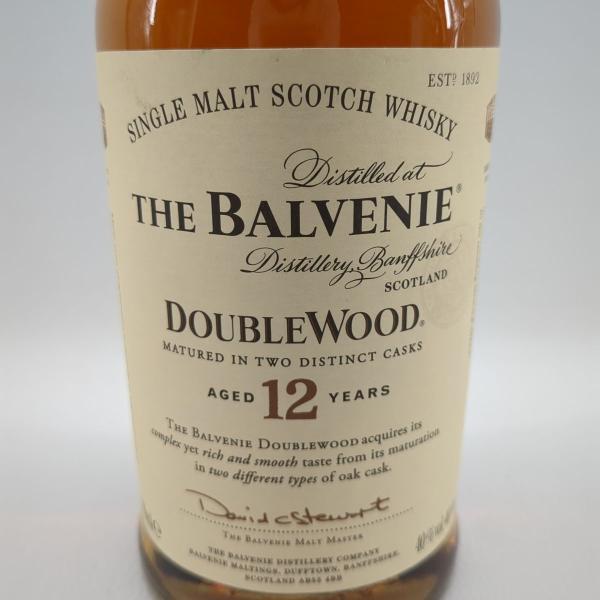 ESTD 1892
SINGLE MALT SCOTCH WHISKY
Distilled at
THE BALVENIE®
Distillery, Banffshire
SCOTLAND
DOUBLEWOOD®
MATURED IN TWO DISTINCT CASKS
AGED 12 YEARS
THE BALVENIE DOUBLEWOOD acquires its
complex yet rich and smooth taste from its maturation
in two different types of oak cask.
David C Stewart
THE BALVENIE MALT MASTER
THE BALVENIE DISTILLERY COMPANY
BALVENIE MALTINGS, DUFFTOWN, BANFFSHIRE,
SCOTLAND AB55 4BB
40%